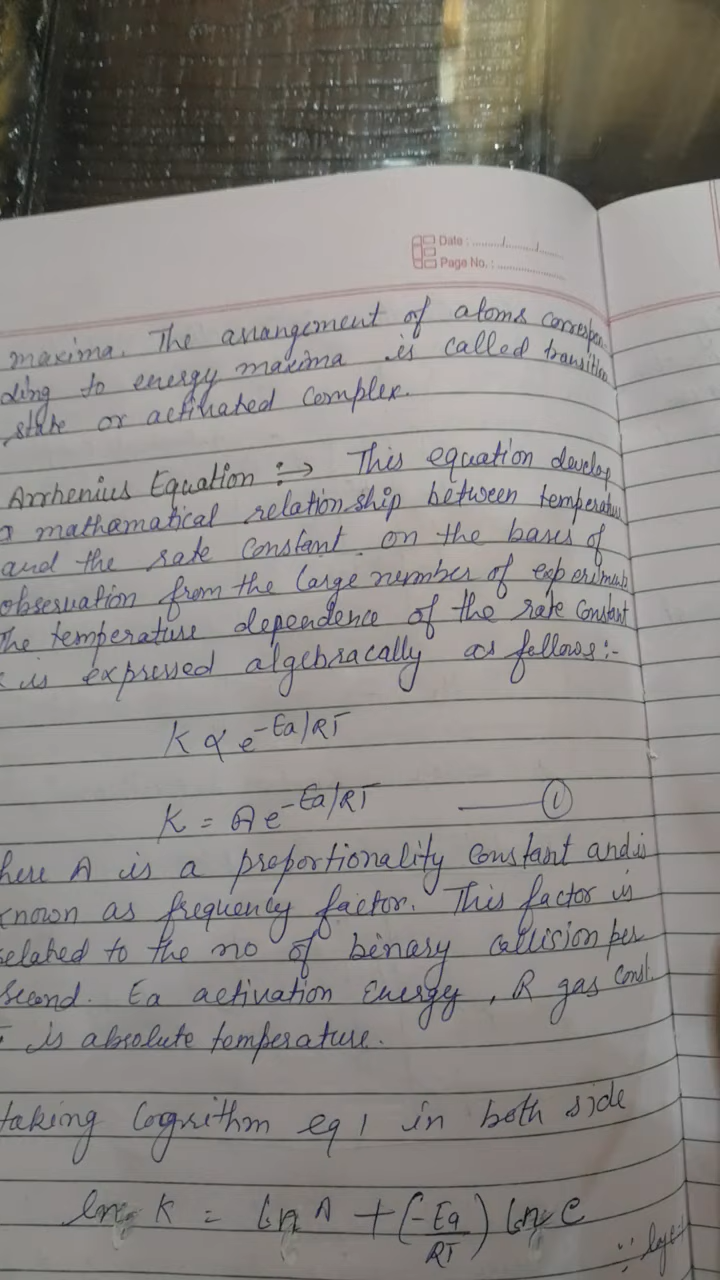 Date : ......../......../........
Page No. : ....................
maxima. The arrangement of atoms correspon
ding to energy maxima is called transition
state or activated complex.
Arrhenius Equation :→ This equation develop
a mathamatical relationship between temperatu
and the rate constant on the bases of
observation from the large number of experiments
The temperature dependence of the rate constant
is expressed algebracally as follows:-
K ∝ e^-Ea/RT
K = A e^-Ea/RT ——— ①
here A is a proportionality constant and is
known as frequency factor. This factor is
related to the no of binary collision per
second. Ea activation Energy, R gas const.
T is absolute temperature.
taking logrithm eq 1 in both side
ln K = ln A + (-Ea/RT) ln e
∵